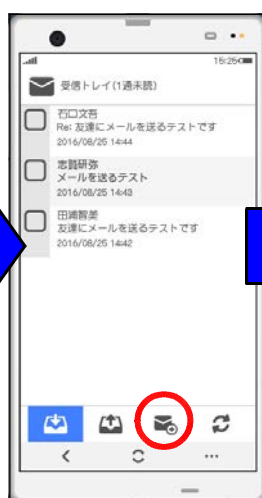 15:25
受信トレイ(1通未読)
石口文吾
Re: 友達にメールを送るテストです
2016/08/25 14:44
志賀研弥
メールを送るテスト
2016/08/25 14:43
田浦智美
友達にメールを送るテストです
2016/08/25 14:42